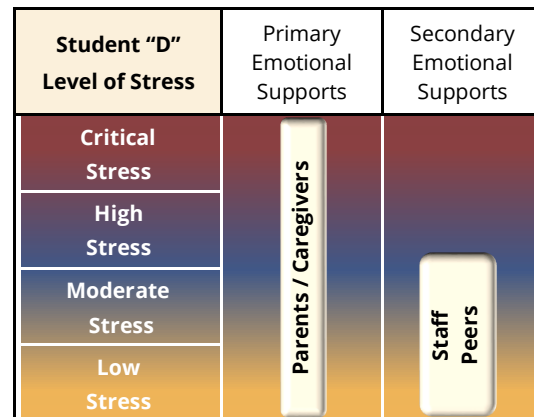 Student “D”
Level of Stress
Primary
Emotional
Supports
Secondary
Emotional
Supports
Critical
Stress
High
Stress
Moderate
Stress
Low
Stress
Parents / Caregivers
Staff
Peers